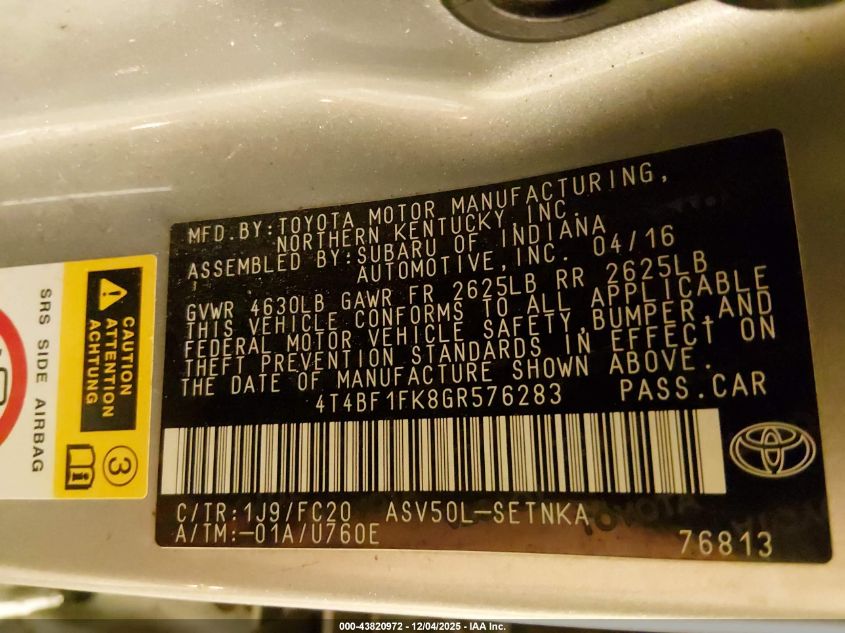 MFD.BY:TOYOTA MOTOR MANUFACTURING,
NORTHERN KENTUCKY, INC.
ASSEMBLED BY:SUBARU OF INDIANA
AUTOMOTIVE,INC. 04/16
GVWR 4630LB GAWR FR 2625LB RR 2625LB
THIS VEHICLE CONFORMS TO ALL APPLICABLE
FEDERAL MOTOR VEHICLE SAFETY,BUMPER,AND
THEFT PREVENTION STANDARDS IN EFFECT ON
THE DATE OF MANUFACTURE SHOWN ABOVE.
4T4BF1FK8GR576283 PASS.CAR
C/TR:1J9/FC20 ASV50L-SETNKA
A/TM:-01A/U760E
76813
CAUTION
ATTENTION
ACHTUNG
3
SRS SIDE AIRBAG
000-43820972 - 12/04/2025 - IAA Inc.